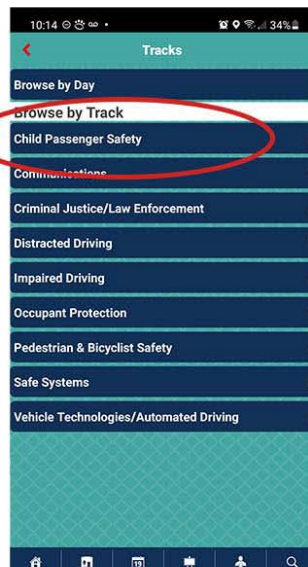 10:14
34%
Tracks
Browse by Day
Browse by Track
Child Passenger Safety
Communications
Criminal Justice/Law Enforcement
Distracted Driving
Impaired Driving
Occupant Protection
Pedestrian & Bicyclist Safety
Safe Systems
Vehicle Technologies/Automated Driving
19